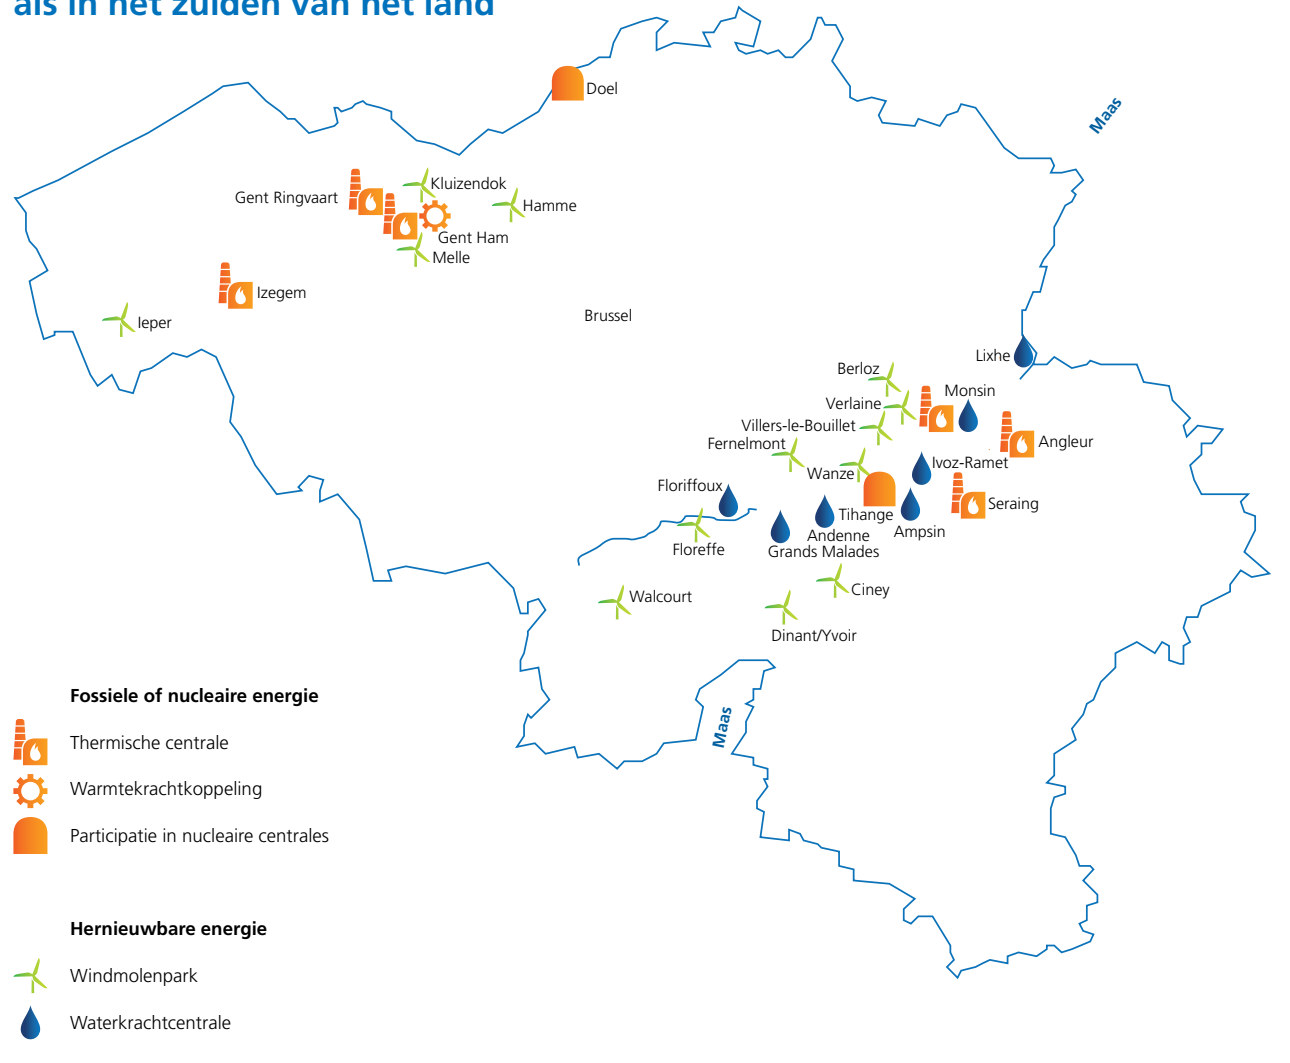 als in het zuiden van het land
Doel
Maas
Kluizendok
Gent Ringvaart
Hamme
Gent Ham
Melle
Izegem
Ieper
Brussel
Lixhe
Berloz
Monsin
Verlaine
Villers-le-Bouillet
Angleur
Fernelmont
Ivoz-Ramet
Wanze
Floriffoux
Seraing
Tihange
Ampsin
Andenne
Floreffe
Grands Malades
Ciney
Walcourt
Dinant/Yvoir
Maas
Fossiele of nucleaire energie
Thermische centrale
Warmtekrachtkoppeling
Participatie in nucleaire centrales
Hernieuwbare energie
Windmolenpark
Waterkrachtcentrale